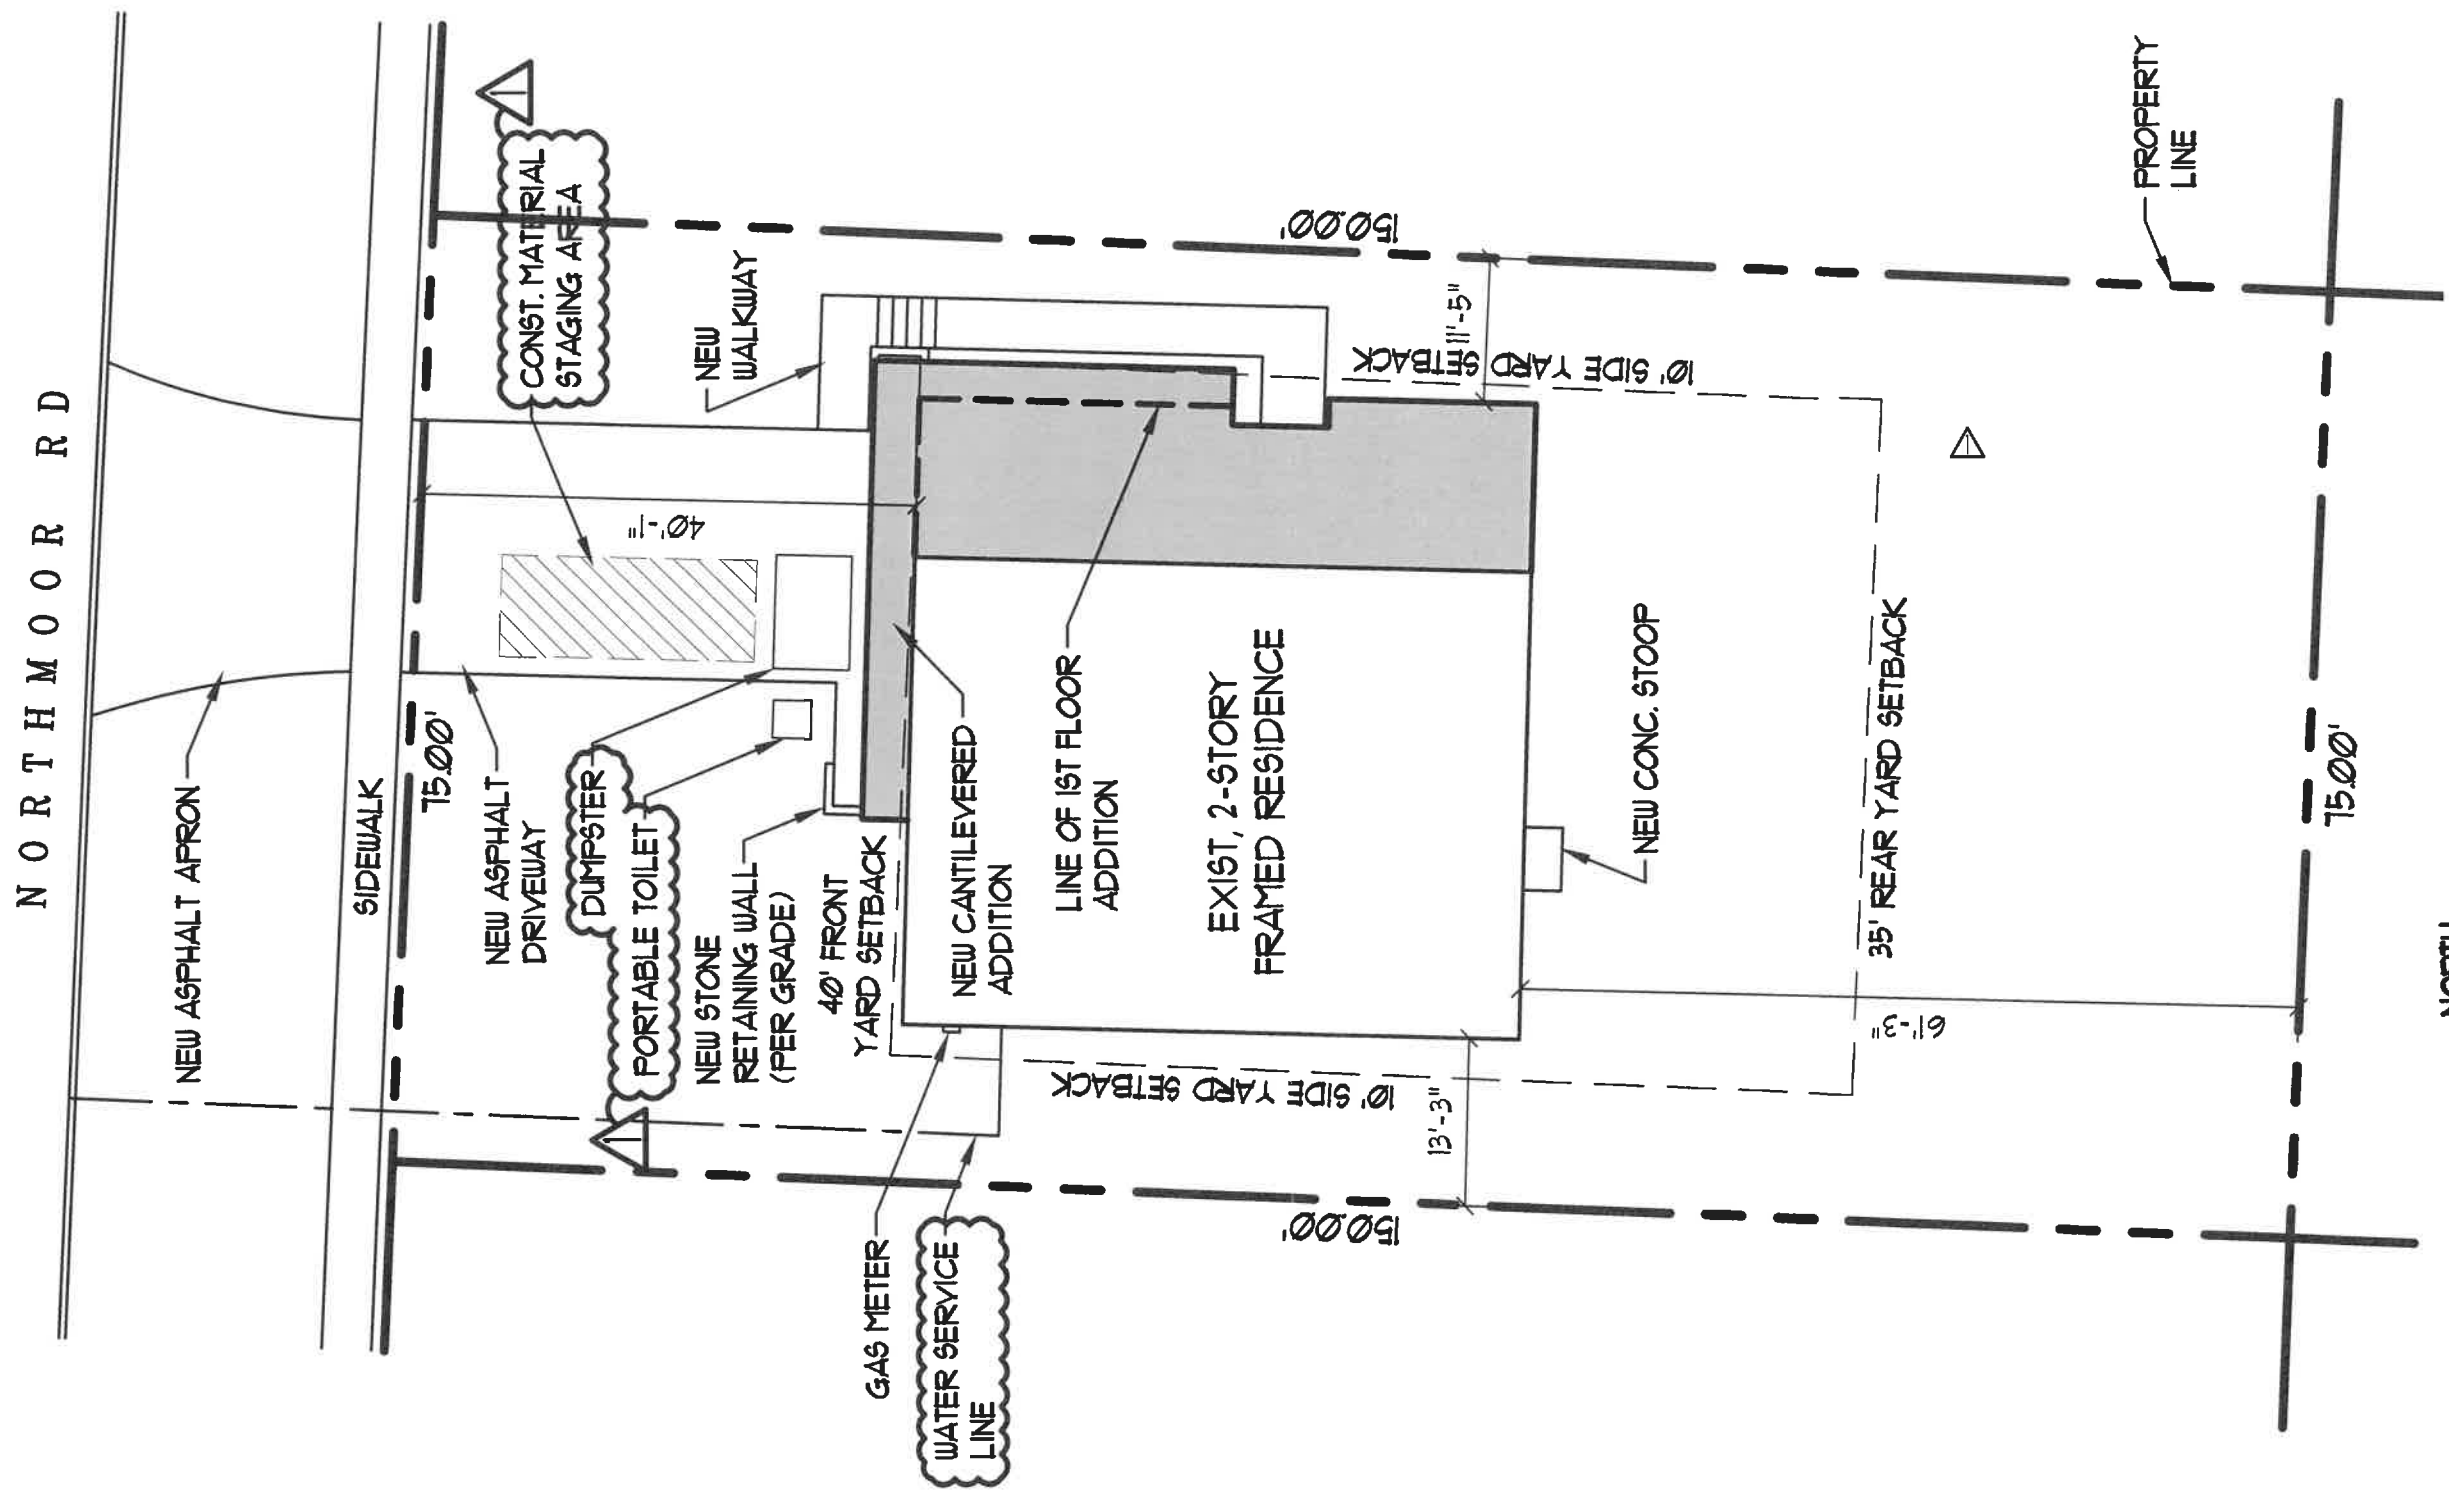 NORTHMOOR RD
NEW ASPHALT APRON
SIDEWALK
75.00'
NEW ASPHALT
DRIVEWAY
CONST. MATERIAL
STAGING AREA
1
DUMPSTER
PORTABLE TOILET
1
NEW STONE
RETAINING WALL
(PER GRADE)
NEW
WALKWAY
40'-1"
40' FRONT
YARD SETBACK
GAS METER
WATER SERVICE
LINE
NEW CANTILEVERED
ADDITION
LINE OF 1ST FLOOR
ADDITION
EXIST, 2-STORY
FRAMED RESIDENCE
150.00'
150.00'
10' SIDE YARD SETBACK
10' SIDE YARD SETBACK
11'-5"
13'-3"
NEW CONC. STOOP
35' REAR YARD SETBACK
61'-3"
1
PROPERTY
LINE
75.00'